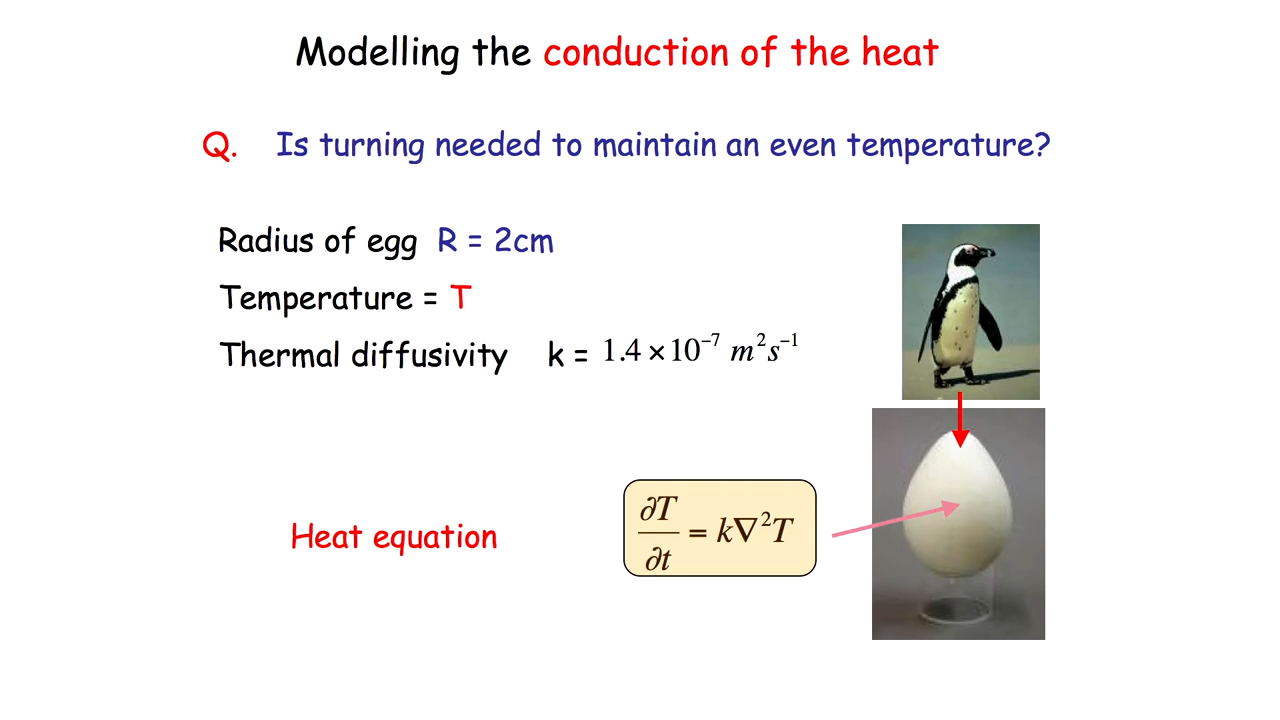 Modelling the conduction of the heat
Q. Is turning needed to maintain an even temperature?
Radius of egg R = 2cm
Temperature = T
Thermal diffusivity k = 1.4 × 10⁻⁷ m²s⁻¹
Heat equation ∂T/∂t = k∇²T